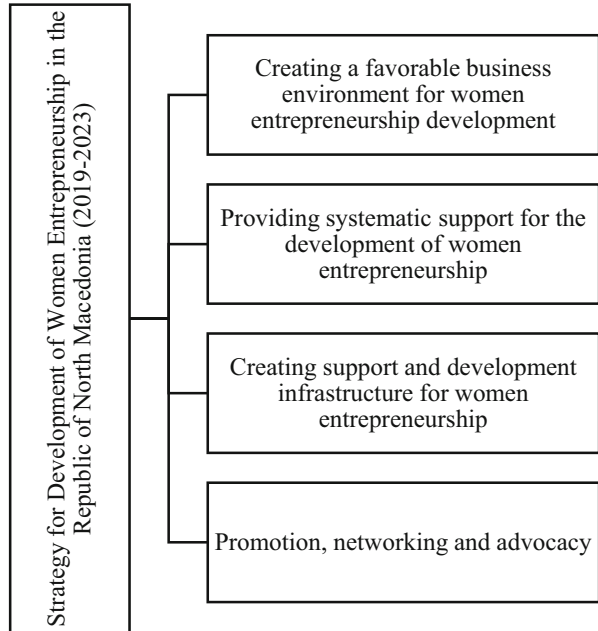 Strategy for Development of Women Entrepreneurship in the
Republic of North Macedonia (2019-2023)
Creating a favorable business
environment for women
entrepreneurship development
Providing systematic support for the
development of women
entrepreneurship
Creating support and development
infrastructure for women
entrepreneurship
Promotion, networking and advocacy